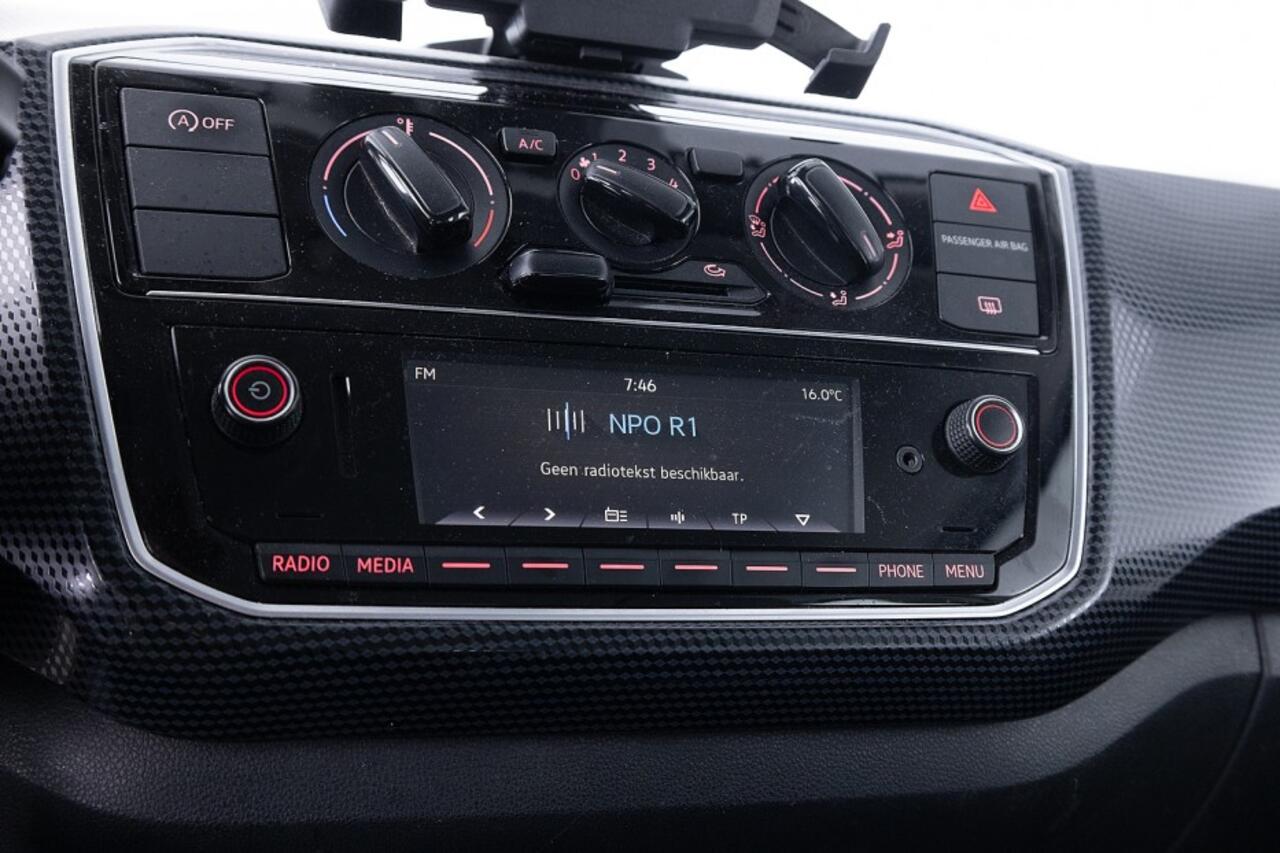 A OFF
A/C
0 1 2 3 4
PASSENGER AIR BAG
FM 7:46 16.0°C
NPO R1
Geen radiotekst beschikbaar.
TP
RADIO MEDIA PHONE MENU